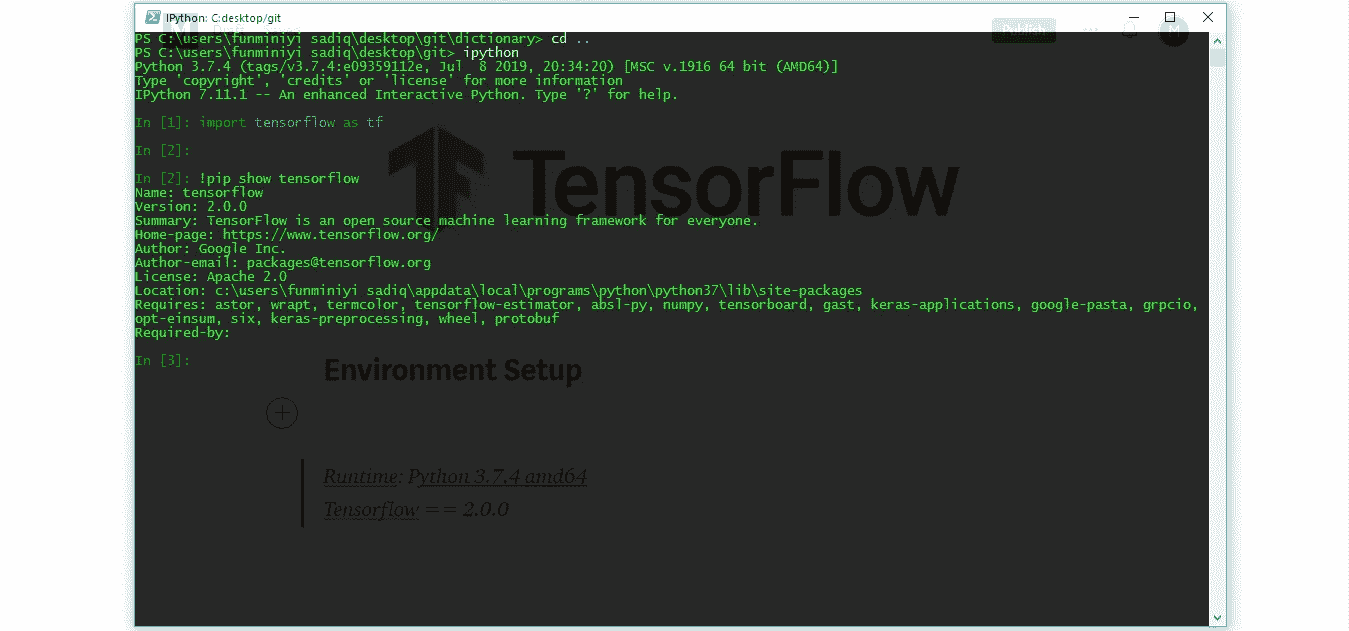 IPython: C:desktop/git
Publish
PS C:\users\funminiyi sadiq\desktop\git\dictionary> cd ..
PS C:\users\funminiyi sadiq\desktop\git> ipython
Python 3.7.4 (tags/v3.7.4:e09359112e, Jul  8 2019, 20:34:20) [MSC v.1916 64 bit (AMD64)]
Type 'copyright', 'credits' or 'license' for more information
IPython 7.11.1 -- An enhanced Interactive Python. Type '?' for help.
In [1]: import tensorflow as tf
In [2]:
In [2]: !pip show tensorflow
TensorFlow
Name: tensorflow
Version: 2.0.0
Summary: TensorFlow is an open source machine learning framework for everyone.
Home-page: https://www.tensorflow.org/
Author: Google Inc.
Author-email: packages@tensorflow.org
License: Apache 2.0
Location: c:\users\funminiyi sadiq\appdata\local\programs\python\python37\lib\site-packages
Requires: astor, wrapt, termcolor, tensorflow-estimator, absl-py, numpy, tensorboard, gast, keras-applications, google-pasta, grpcio,
opt-einsum, six, keras-preprocessing, wheel, protobuf
Required-by:
In [3]:
Environment Setup
Runtime: Python 3.7.4 amd64
Tensorflow == 2.0.0